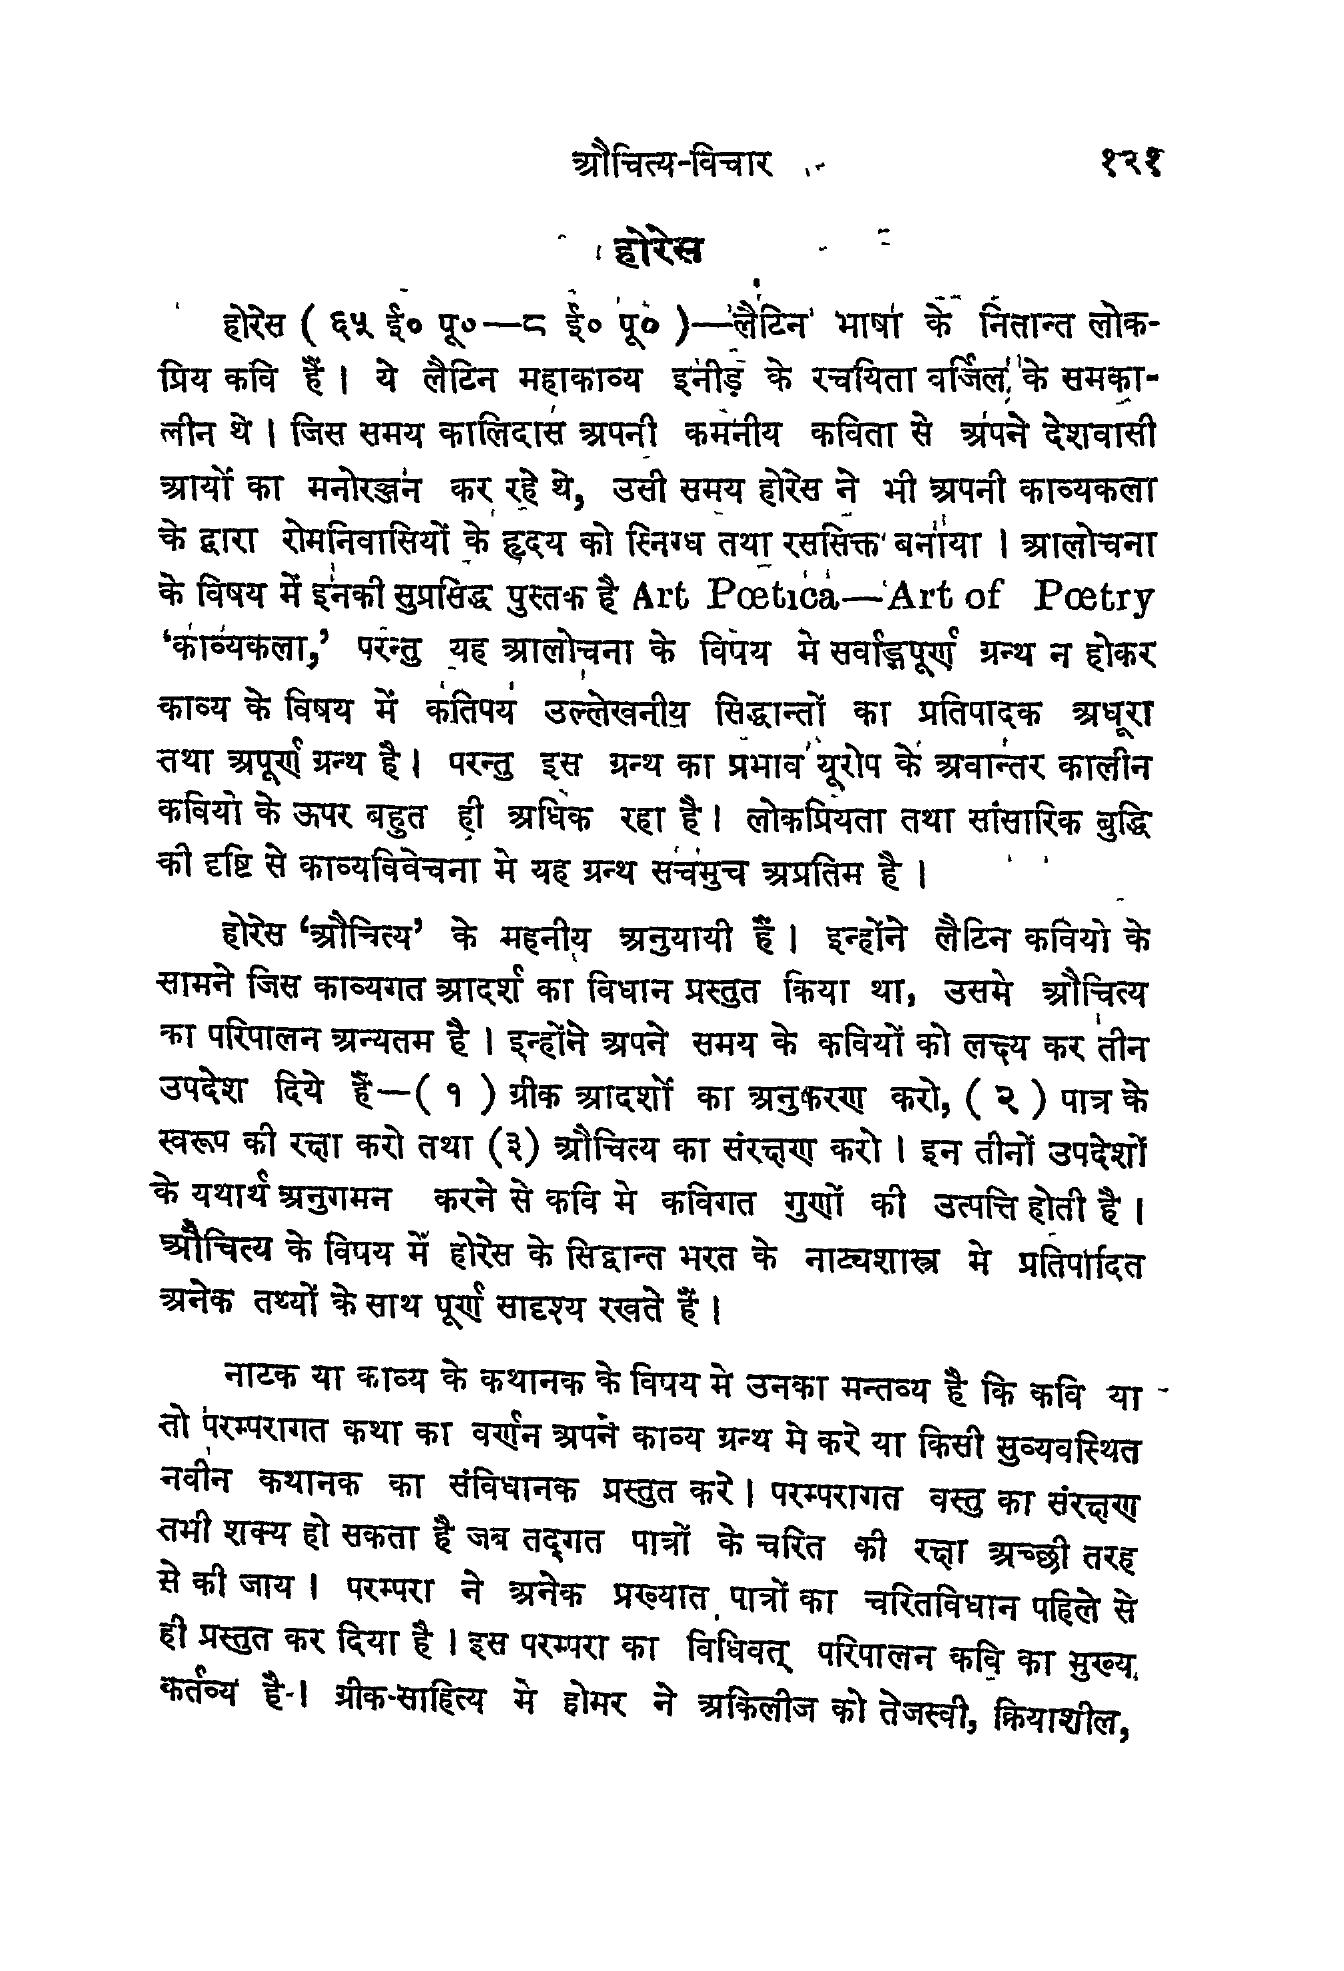 औचित्य-विचार १२१
होरेस
होरेस ( ६५ ई० पू०—८ ई० पू० )—लैटिन भाषा के नितान्त लोक-
प्रिय कवि हैं। ये लैटिन महाकाव्य इनीड़ के रचयिता वर्जिल के समका-
लीन थे। जिस समय कालिदास अपनी कमनीय कविता से अपने देशवासी
आर्यों का मनोरञ्जन कर रहे थे, उसी समय होरेस ने भी अपनी काव्यकला
के द्वारा रोमनिवासियों के हृदय को स्निग्ध तथा रससिक्त बनाया। आलोचना
के विषय में इनकी सुप्रसिद्ध पुस्तक है Art Pœtica—Art of Pœtry
‘काव्यकला,’ परन्तु यह आलोचना के विषय मे सर्वाङ्गपूर्ण ग्रन्थ न होकर
काव्य के विषय में कतिपय उल्लेखनीय सिद्धान्तों का प्रतिपादक अधूरा
तथा अपूर्ण ग्रन्थ है। परन्तु इस ग्रन्थ का प्रभाव यूरोप के अवान्तर कालीन
कवियो के ऊपर बहुत ही अधिक रहा है। लोकप्रियता तथा सांसारिक बुद्धि
की दृष्टि से काव्यविवेचना मे यह ग्रन्थ सचमुच अप्रतिम है।
होरेस ‘औचित्य’ के महनीय अनुयायी हैं। इन्होंने लैटिन कवियो के
सामने जिस काव्यगत आदर्श का विधान प्रस्तुत किया था, उसमे औचित्य
का परिपालन अन्यतम है। इन्होंने अपने समय के कवियों को लक्ष्य कर तीन
उपदेश दिये हैं—( १ ) ग्रीक आदर्शों का अनुकरण करो, ( २ ) पात्र के
स्वरूप की रक्षा करो तथा (३) औचित्य का संरक्षण करो। इन तीनों उपदेशों
के यथार्थ अनुगमन करने से कवि मे कविगत गुणों की उत्पत्ति होती है।
औचित्य के विषय में होरेस के सिद्वान्त भरत के नाट्यशास्त्र मे प्रतिपादित
अनेक तथ्यों के साथ पूर्ण सादृश्य रखते हैं।
नाटक या काव्य के कथानक के विषय मे उनका मन्तव्य है कि कवि या
तो परम्परागत कथा का वर्णन अपने काव्य ग्रन्थ मे करे या किसी सुव्यवस्थित
नवीन कथानक का संविधानक प्रस्तुत करे। परम्परागत वस्तु का संरक्षण
तभी शक्य हो सकता है जब तद्गत पात्रों के चरित की रक्षा अच्छी तरह
से की जाय। परम्परा ने अनेक प्रख्यात पात्रों का चरितविधान पहिले से
ही प्रस्तुत कर दिया है। इस परम्परा का विधिवत् परिपालन कवि का मुख्य
कर्तव्य है। ग्रीक-साहित्य मे होमर ने अकिलीज को तेजस्वी, क्रियाशील,